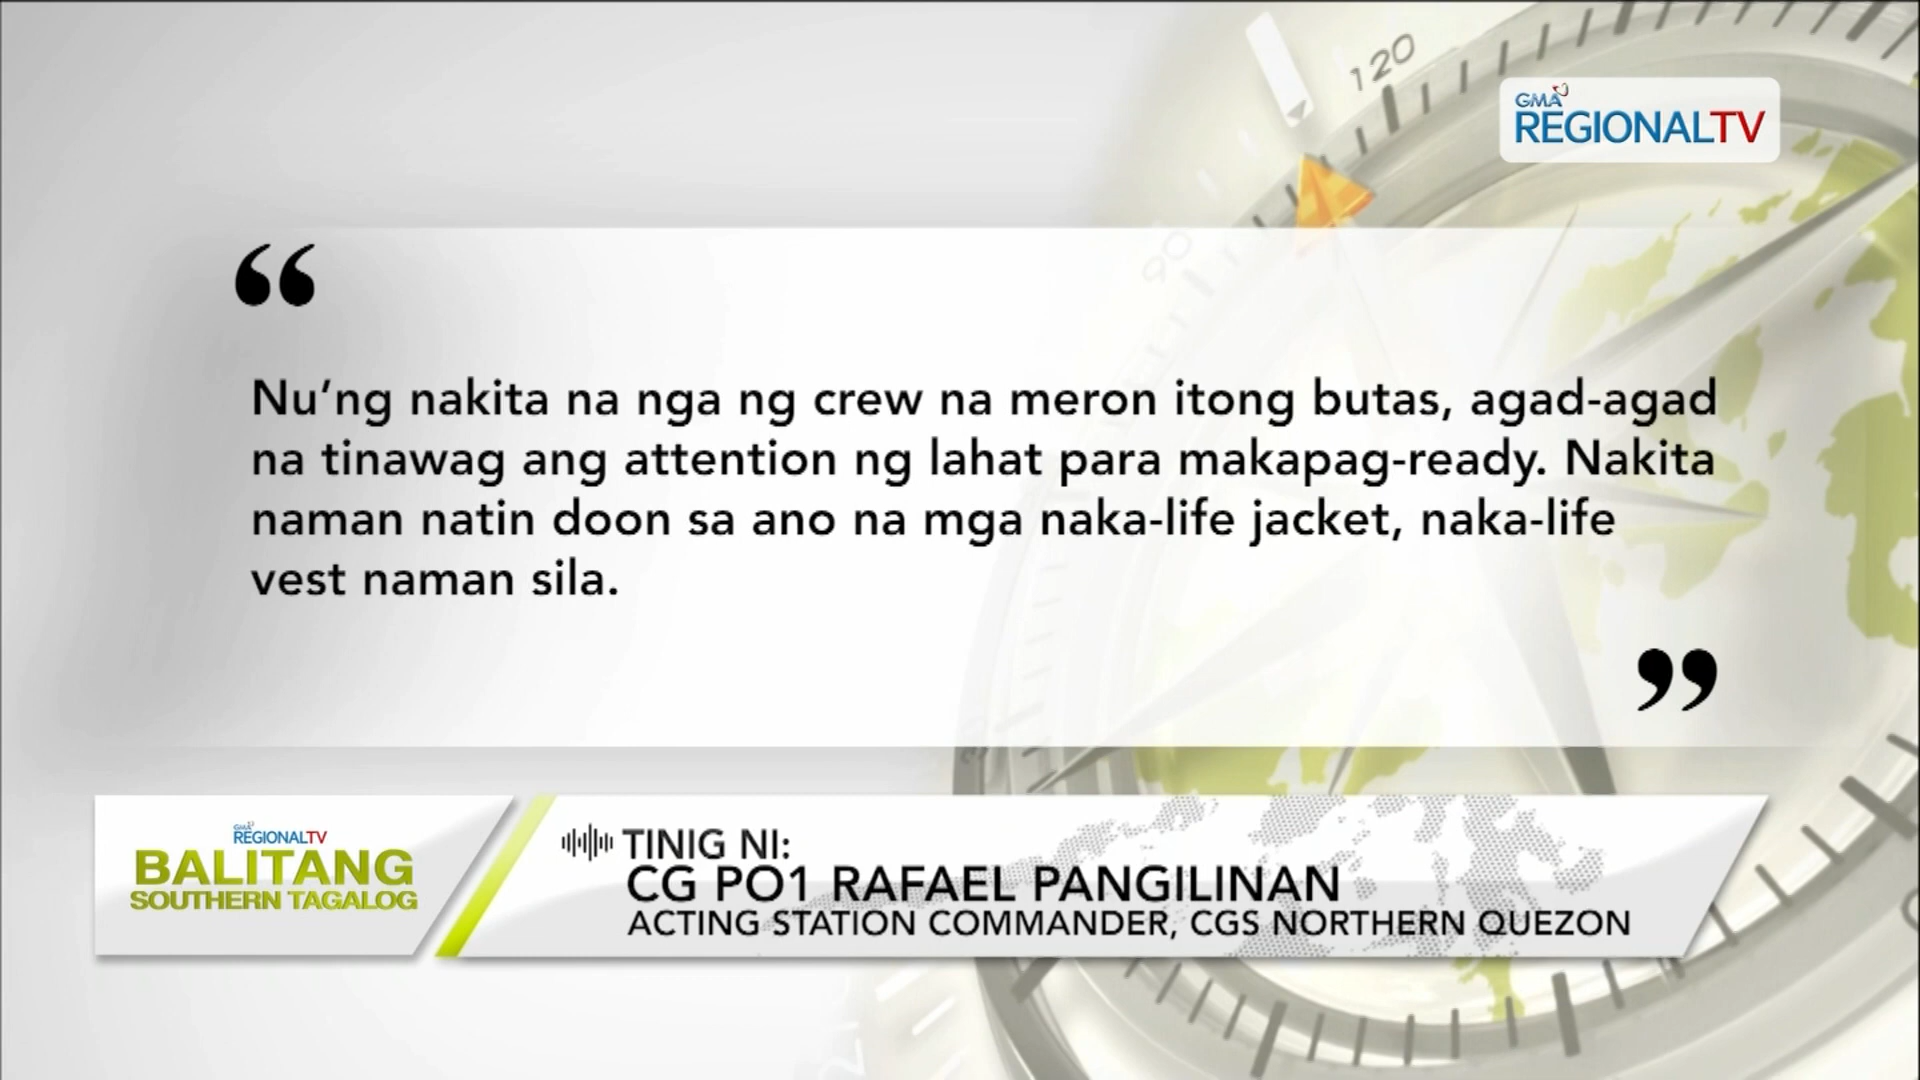 120
GMA
REGIONALTV
90
“
Nu’ng nakita na nga ng crew na meron itong butas, agad-agad
na tinawag ang attention ng lahat para makapag-ready. Nakita
naman natin doon sa ano na mga naka-life jacket, naka-life
vest naman sila.
”
GMA
REGIONALTV
BALITANG
SOUTHERN TAGALOG
TINIG NI:
CG PO1 RAFAEL PANGILINAN
ACTING STATION COMMANDER, CGS NORTHERN QUEZON